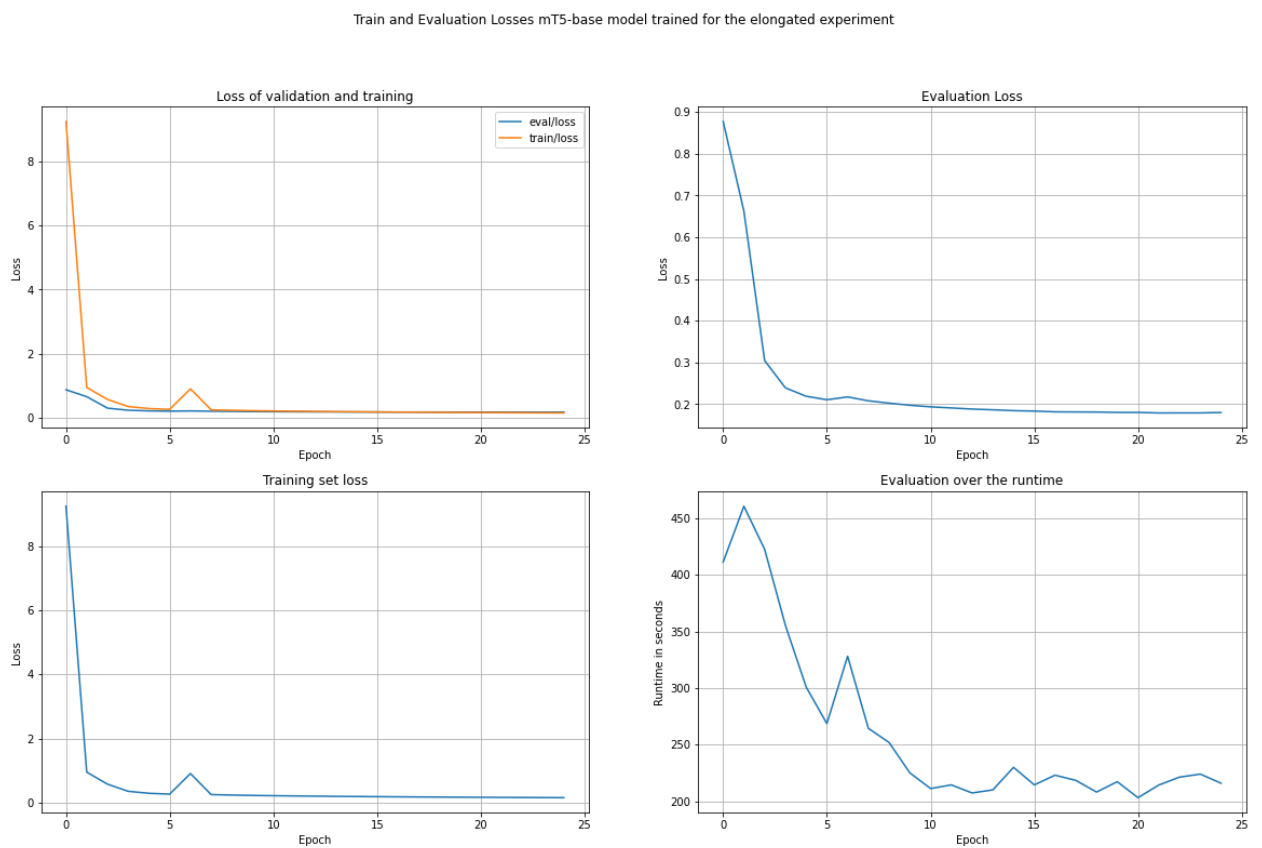 Train and Evaluation Losses mT5-base model trained for the elongated experiment
Loss of validation and training
eval/loss
train/loss
Loss
8
6
4
2
0
0 5 10 15 20 25
Epoch
Evaluation Loss
Loss
0.9
0.8
0.7
0.6
0.5
0.4
0.3
0.2
0 5 10 15 20 25
Epoch
Training set loss
Loss
8
6
4
2
0
0 5 10 15 20 25
Epoch
Evaluation over the runtime
Runtime in seconds
450
400
350
300
250
200
0 5 10 15 20 25
Epoch